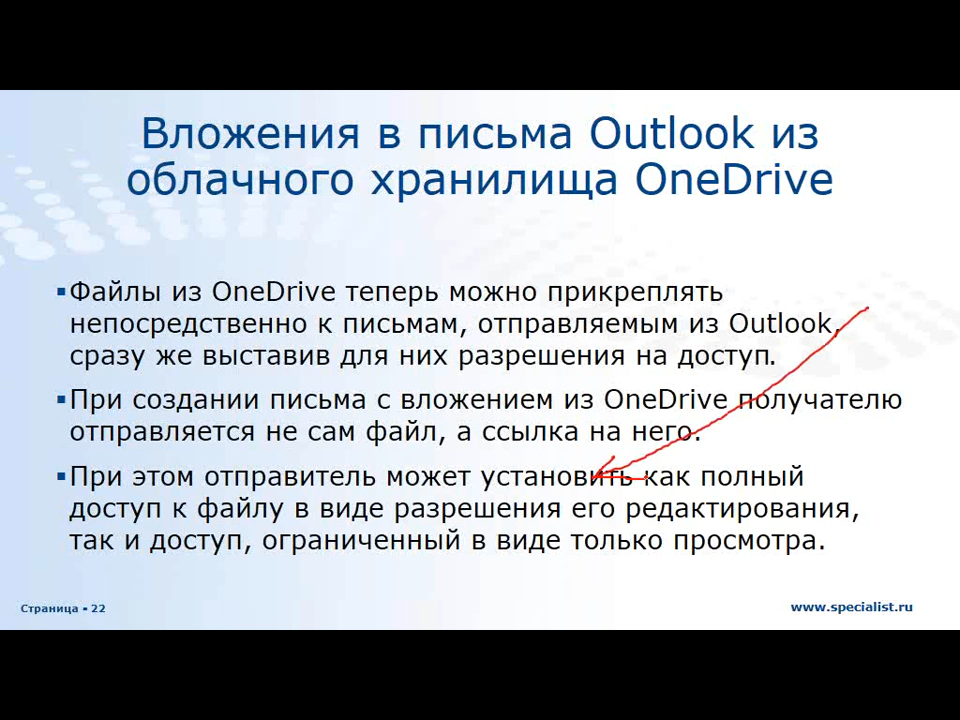 Вложения в письма Outlook из
облачного хранилища OneDrive
▪Файлы из OneDrive теперь можно прикреплять
непосредственно к письмам, отправляемым из Outlook,
сразу же выставив для них разрешения на доступ.
▪При создании письма с вложением из OneDrive получателю
отправляется не сам файл, а ссылка на него.
▪При этом отправитель может установить как полный
доступ к файлу в виде разрешения его редактирования,
так и доступ, ограниченный в виде только просмотра.
Страница ▪ 22
www.specialist.ru